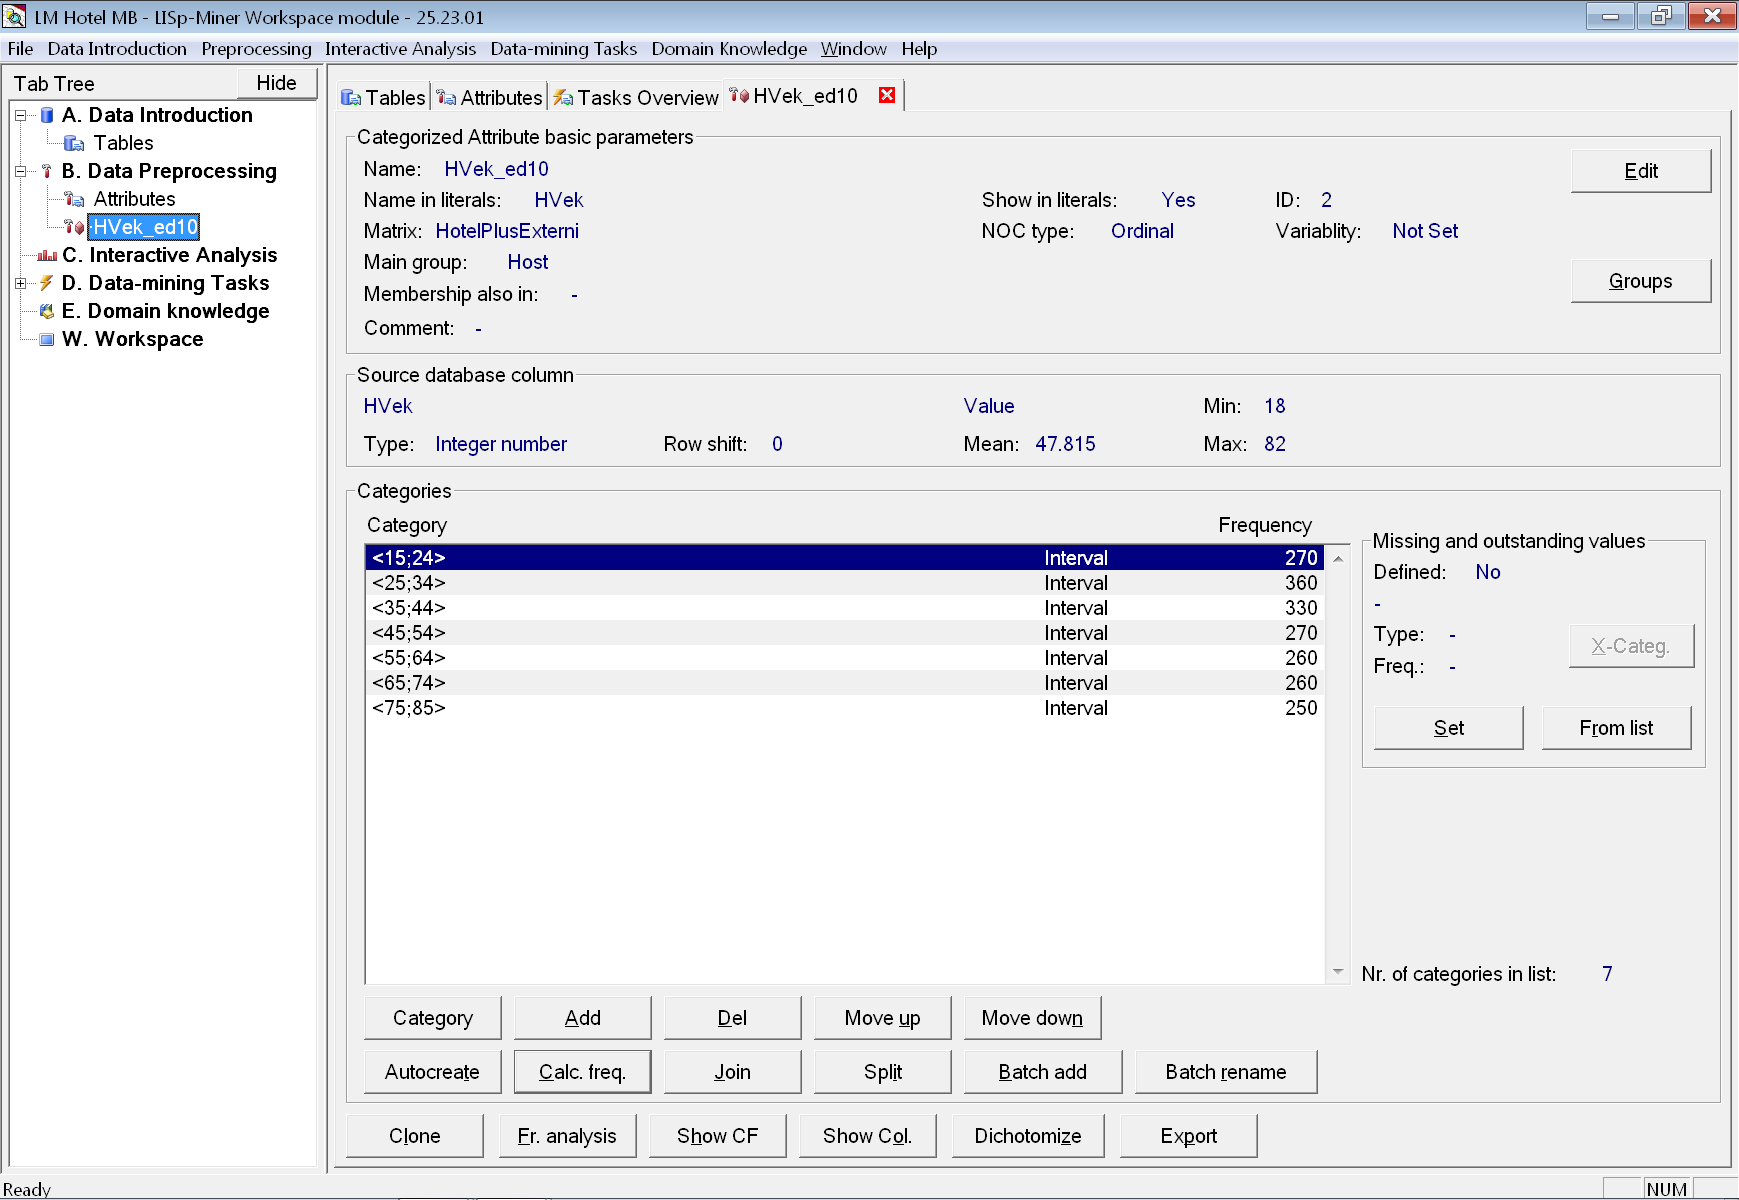 LM Hotel MB - LISp-Miner Workspace module - 25.23.01
File Data Introduction Preprocessing Interactive Analysis Data-mining Tasks Domain Knowledge Window Help
Tab Tree Hide
A. Data Introduction
Tables
B. Data Preprocessing
Attributes
HVek_ed10
C. Interactive Analysis
D. Data-mining Tasks
E. Domain knowledge
W. Workspace
Tables Attributes Tasks Overview HVek_ed10
Categorized Attribute basic parameters
Name: HVek_ed10 Edit
Name in literals: HVek Show in literals: Yes ID: 2
Matrix: HotelPlusExterni NOC type: Ordinal Variablity: Not Set
Main group: Host
Groups
Membership also in: -
Comment: -
Source database column
HVek Value Min: 18
Type: Integer number Row shift: 0 Mean: 47.815 Max: 82
Categories
Category Frequency
<15;24> Interval 270
<25;34> Interval 360
<35;44> Interval 330
<45;54> Interval 270
<55;64> Interval 260
<65;74> Interval 260
<75;85> Interval 250
Missing and outstanding values
Defined: No
-
Type: -
X-Categ.
Freq.: -
Set From list
Nr. of categories in list: 7
Category Add Del Move up Move down
Autocreate Calc. freq. Join Split Batch add Batch rename
Clone Fr. analysis Show CF Show Col. Dichotomize Export
Ready NUM